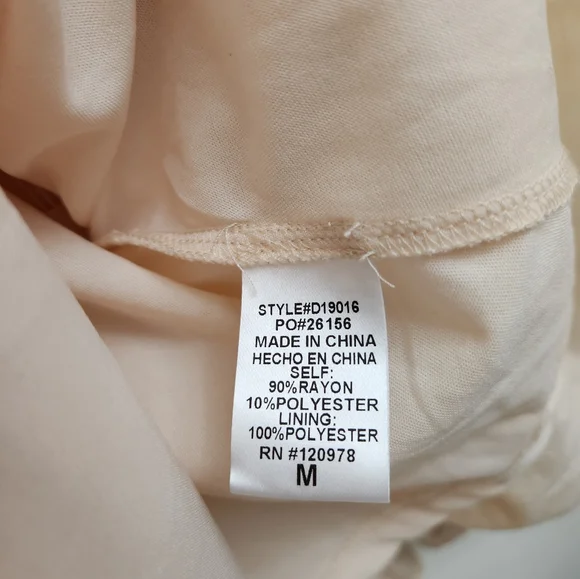 STYLE#D19016
PO#26156
MADE IN CHINA
HECHO EN CHINA
SELF:
90%RAYON
10%POLYESTER
LINING:
100%POLYESTER
RN #120978
M